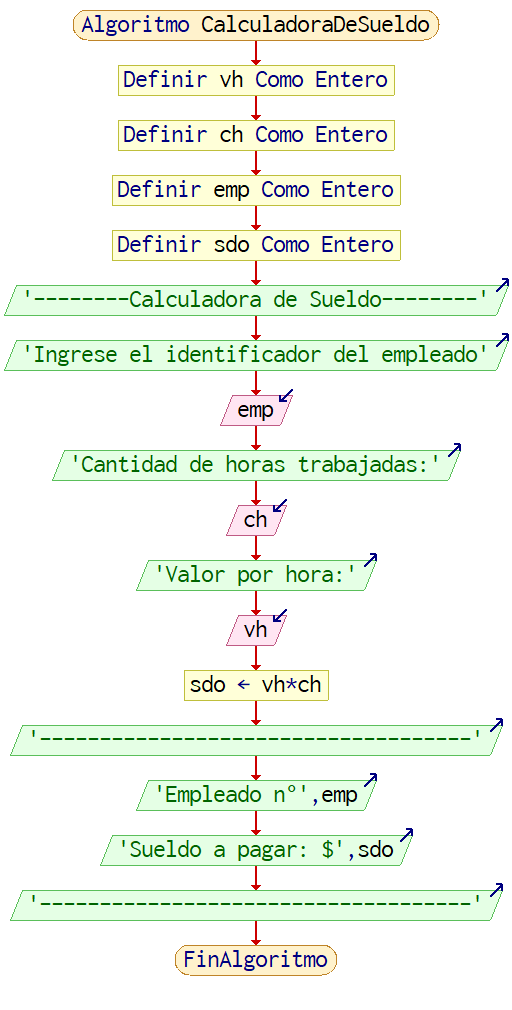 Algoritmo CalculadoraDeSueldo
Definir vh Como Entero
Definir ch Como Entero
Definir emp Como Entero
Definir sdo Como Entero
'--------Calculadora de Sueldo--------'
'Ingrese el identificador del empleado'
emp
'Cantidad de horas trabajadas:'
ch
'Valor por hora:'
vh
sdo ← vh*ch
'------------------------------------'
'Empleado n°',emp
'Sueldo a pagar: $',sdo
'------------------------------------'
FinAlgoritmo